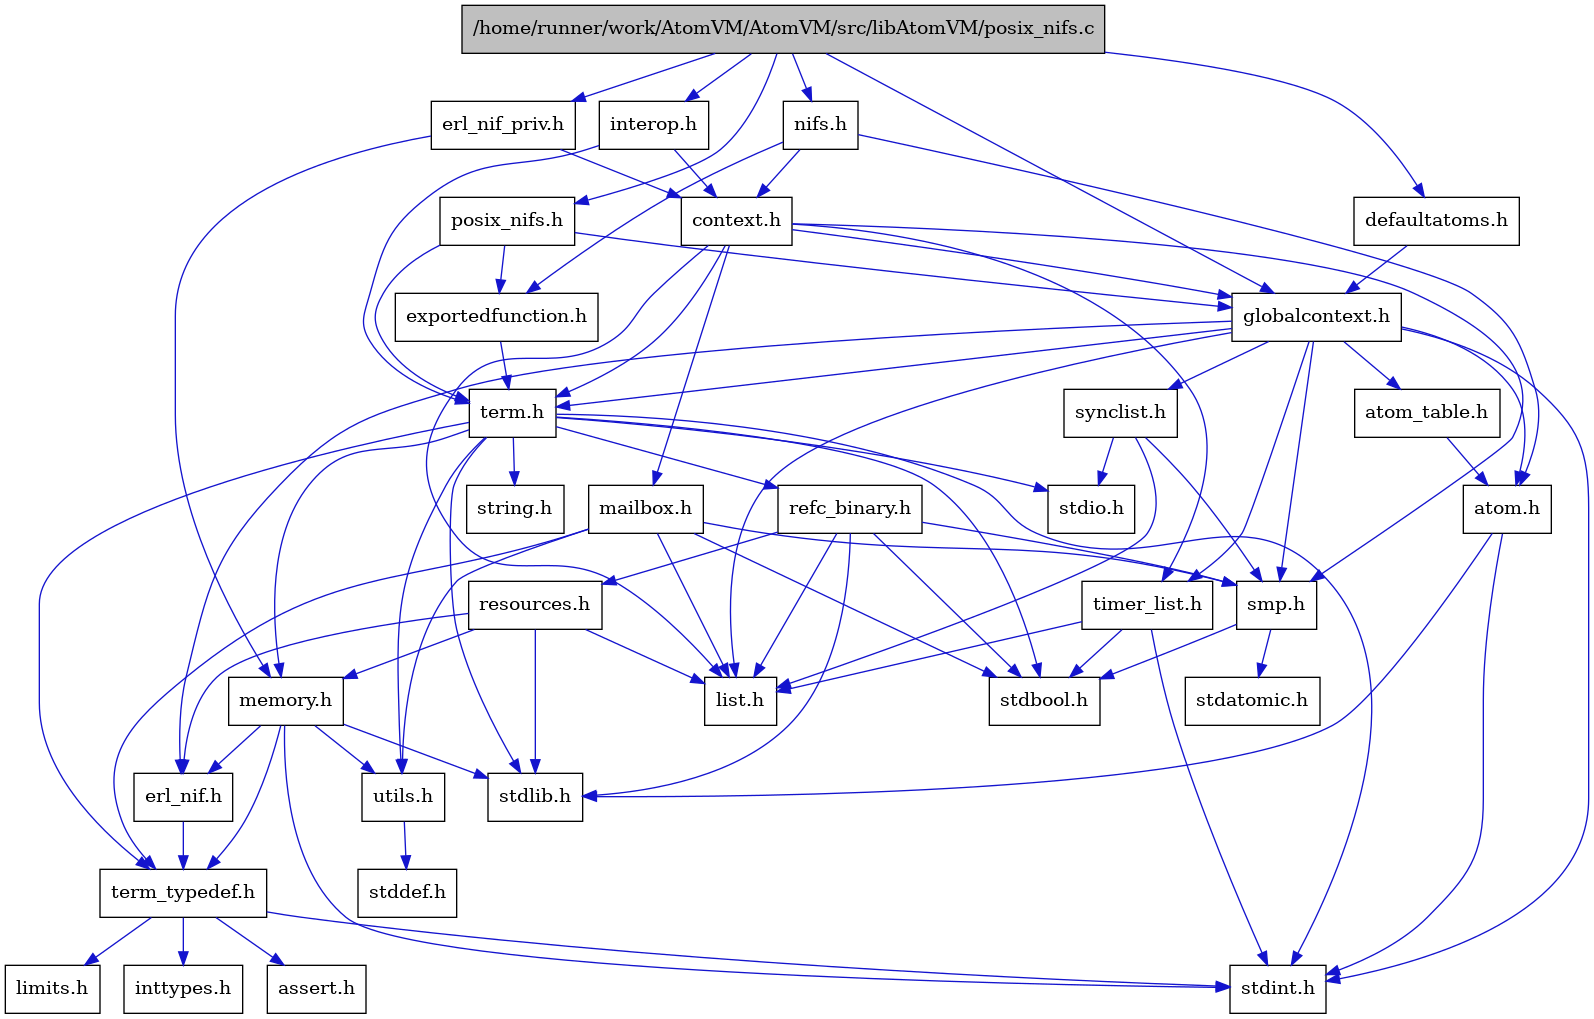 /home/runner/work/AtomVM/AtomVM/src/libAtomVM/posix_nifs.c
erl_nif_priv.h
interop.h
nifs.h
posix_nifs.h
context.h
defaultatoms.h
exportedfunction.h
globalcontext.h
term.h
synclist.h
atom_table.h
string.h
mailbox.h
refc_binary.h
stdio.h
atom.h
resources.h
timer_list.h
smp.h
memory.h
list.h
stdbool.h
stdatomic.h
erl_nif.h
utils.h
stdlib.h
term_typedef.h
stddef.h
limits.h
inttypes.h
assert.h
stdint.h